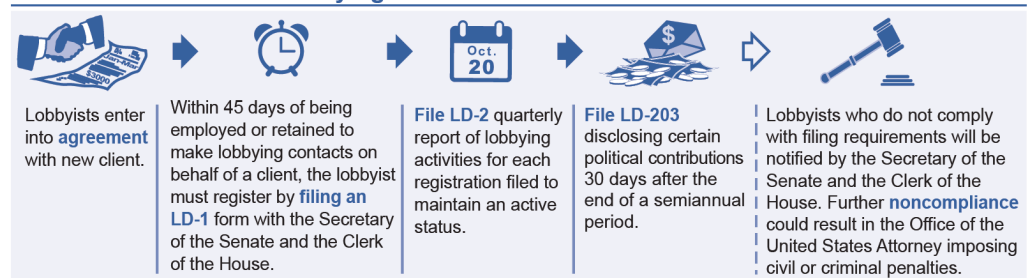 Jan-Mar
$3000
Oct.
20
$
Lobbyists enter
into agreement
with new client.
Within 45 days of being
employed or retained to
make lobbying contacts on
behalf of a client, the lobbyist
must register by filing an
LD-1 form with the Secretary
of the Senate and the Clerk
of the House.
File LD-2 quarterly
report of lobbying
activities for each
registration filed to
maintain an active
status.
File LD-203
disclosing certain
political contributions
30 days after the
end of a semiannual
period.
Lobbyists who do not comply
with filing requirements will be
notified by the Secretary of the
Senate and the Clerk of the
House. Further noncompliance
could result in the Office of the
United States Attorney imposing
civil or criminal penalties.